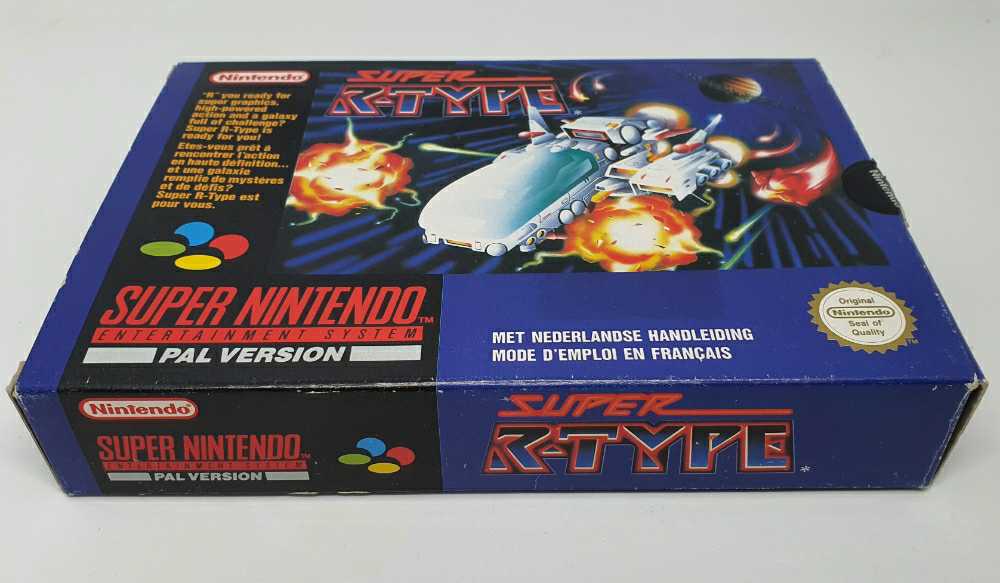 Nintendo
"R" you ready for
super graphics,
high-powered
action and a galaxy
full of challenge?
Super R-Type is
ready for you!
Etes-vous prêt à
rencontrer l'action
en haute définition...
et une galaxie
remplie de mystères
et de défis?
Super R-Type est
pour vous.
SUPER
R-TYPE
Nintendo
SUPER NINTENDO™
ENTERTAINMENT SYSTEM
PAL VERSION
MET NEDERLANDSE HANDLEIDING
MODE D'EMPLOI EN FRANÇAIS
Original
Nintendo
Seal of
Quality
TM
Nintendo
SUPER NINTENDO™
ENTERTAINMENT SYSTEM
PAL VERSION
SUPER
R-TYPE*